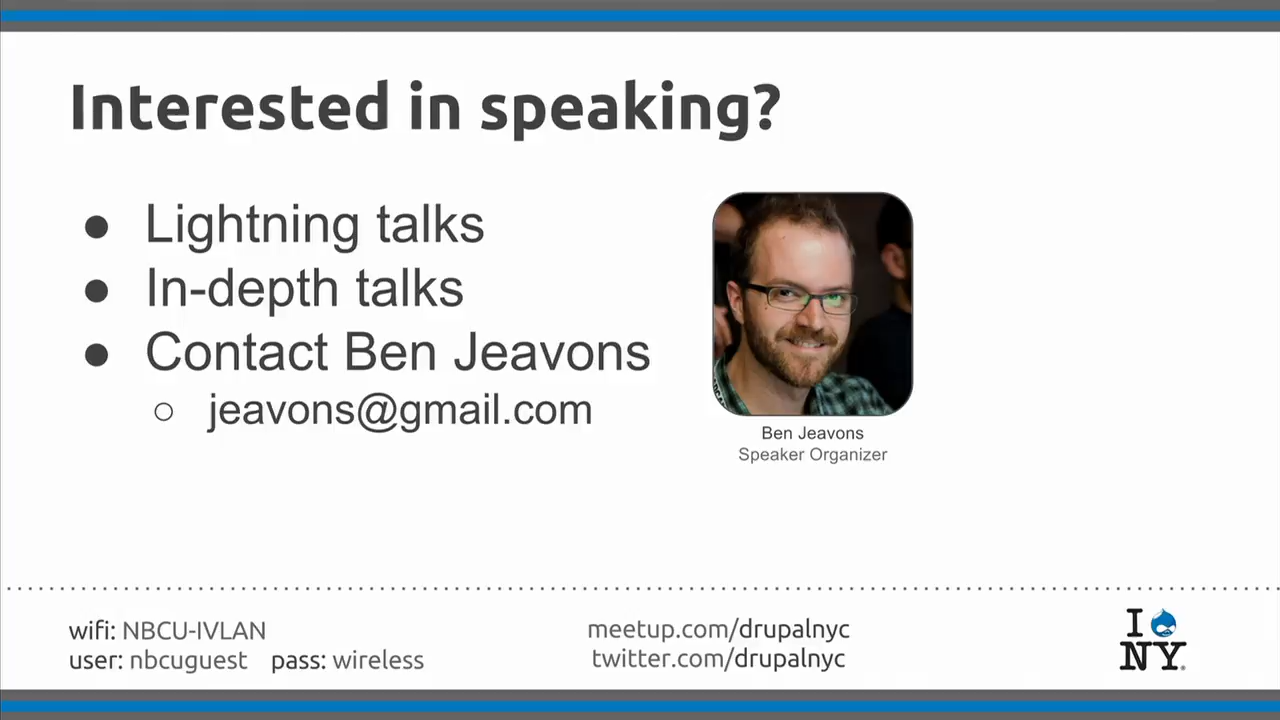 Interested in speaking?
● Lightning talks
● In-depth talks
● Contact Ben Jeavons
○ jeavons@gmail.com
Ben Jeavons
Speaker Organizer
wifi: NBCU-IVLAN
user: nbcuguest pass: wireless
meetup.com/drupalnyc
twitter.com/drupalnyc
I
NY